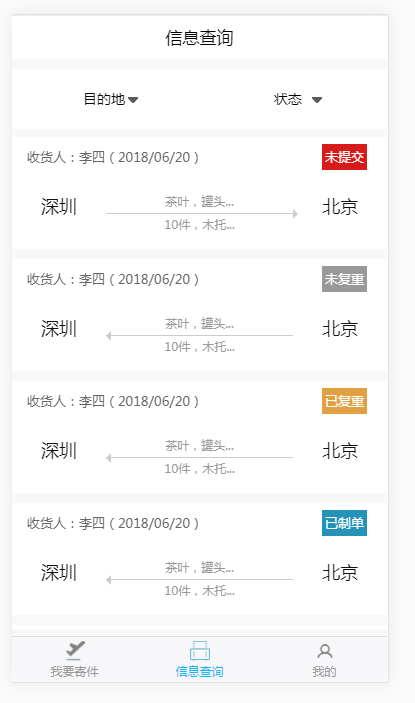 信息查询
目的地 状态
收货人：李四（2018/06/20） 未提交
茶叶，罐头...
深圳 北京
10件，木托...
收货人：李四（2018/06/20） 未复重
茶叶，罐头...
深圳 北京
10件，木托...
收货人：李四（2018/06/20） 已复重
茶叶，罐头...
深圳 北京
10件，木托...
收货人：李四（2018/06/20） 已制单
茶叶，罐头...
深圳 北京
10件，木托...
我要寄件 信息查询 我的